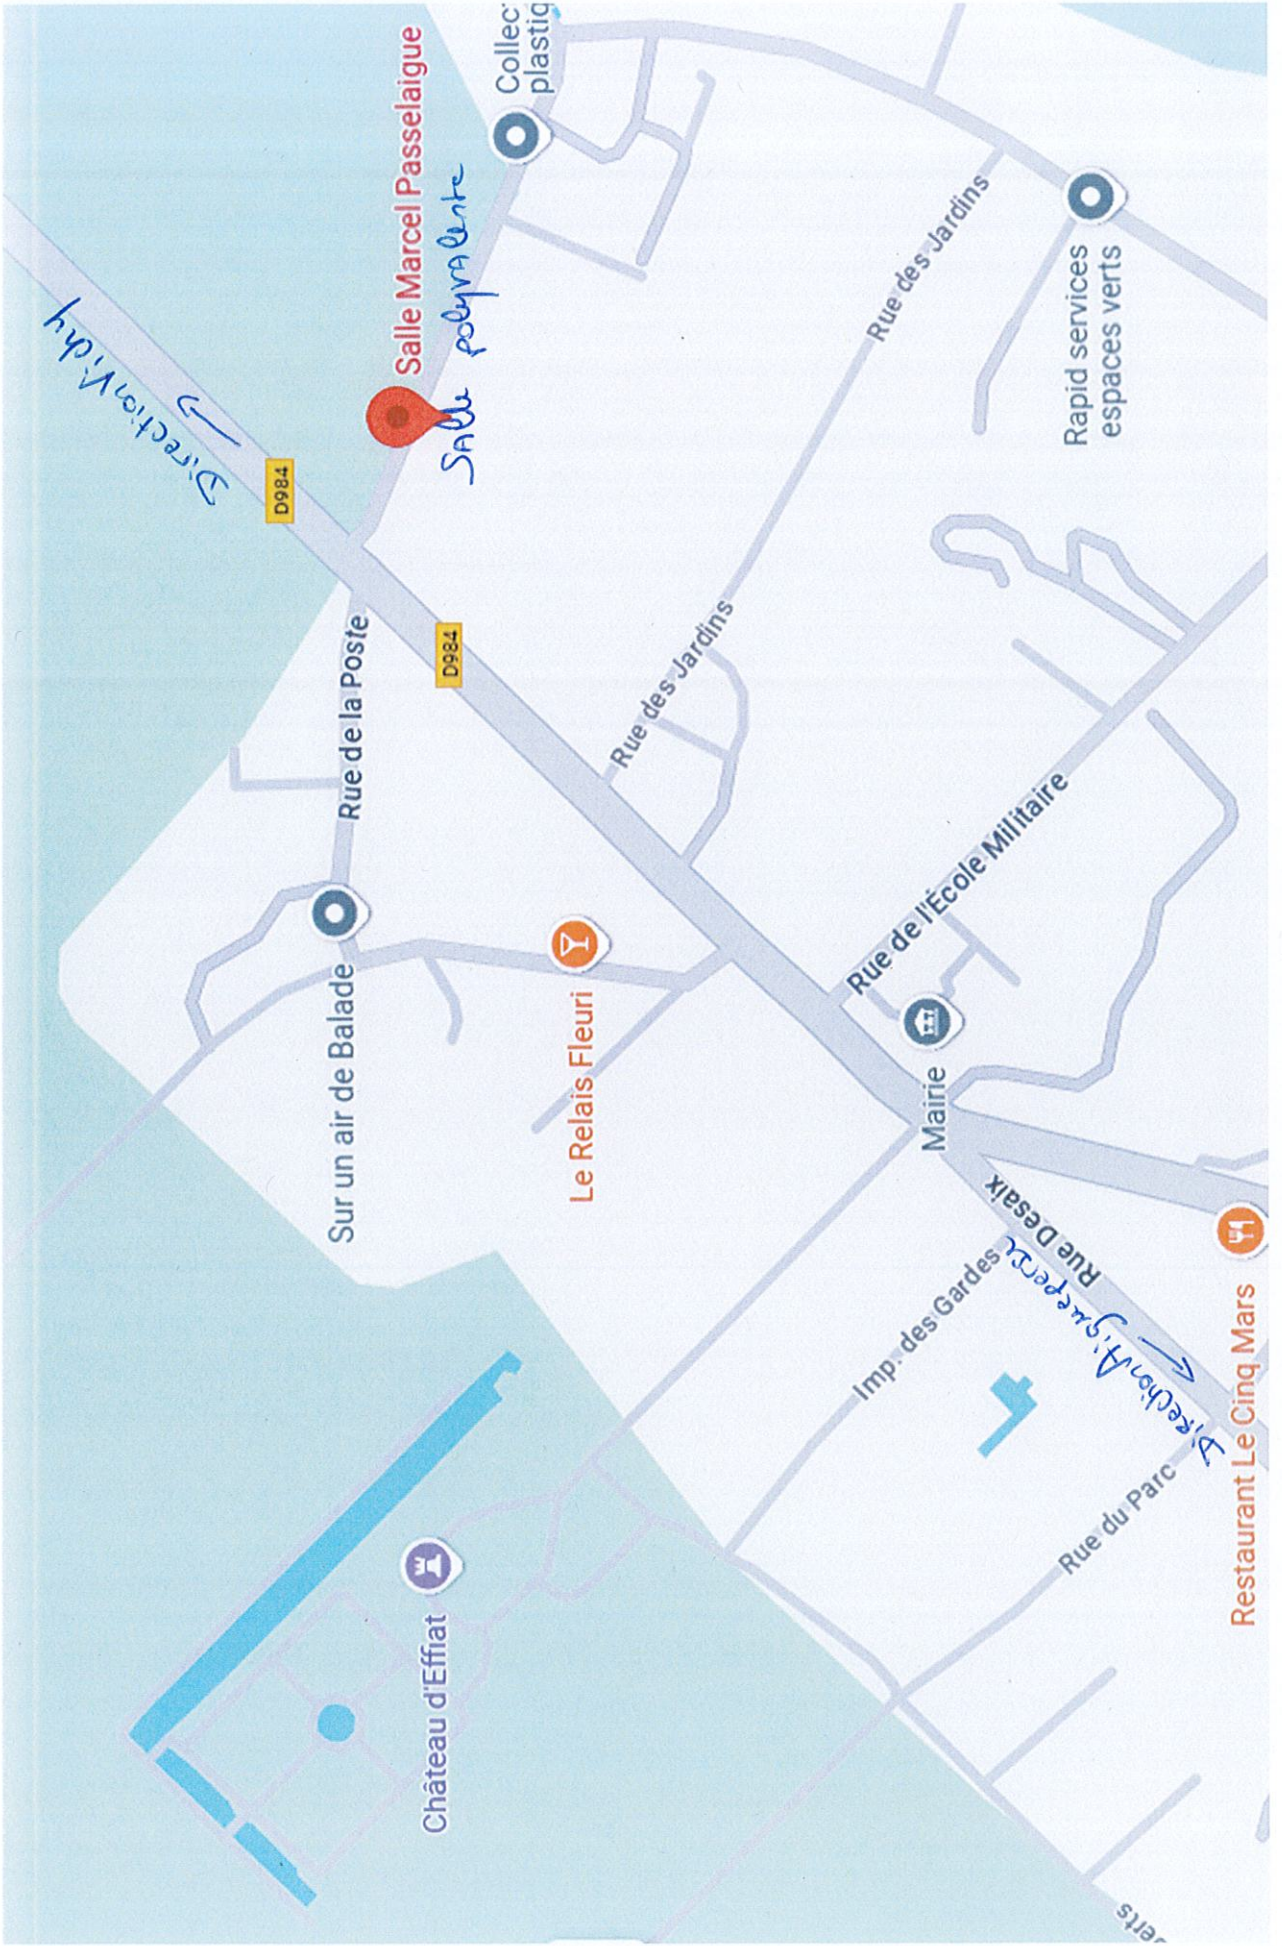 Salle Marcel Passelaigue
Salle polyvalente
Collec
plastiq
Direction Vichy
D984
D984
Rue de la Poste
Rue des Jardins
Rue des Jardins
Rapid services
espaces verts
Sur un air de Balade
Le Relais Fleuri
Rue de l'École Militaire
Mairie
Rue Desaix
Direction Aigueperse
Imp. des Gardes
Rue du Parc
Restaurant Le Cinq Mars
Château d'Effiat
erts